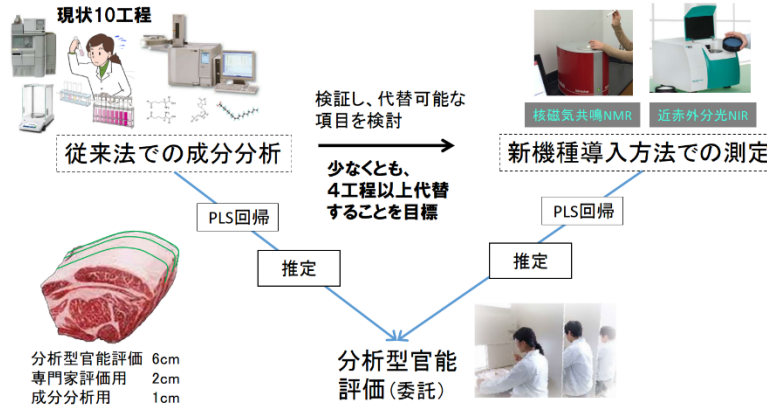 現状10工程
検証し、代替可能な
項目を検討
核磁気共鳴NMR
近赤外分光NIR
従来法での成分分析
新機種導入方法での測定
少なくとも、
4工程以上代替
することを目標
PLS回帰
PLS回帰
推定
推定
分析型官能評価 6cm
専門家評価用 2cm
成分分析用 1cm
分析型官能
評価(委託)